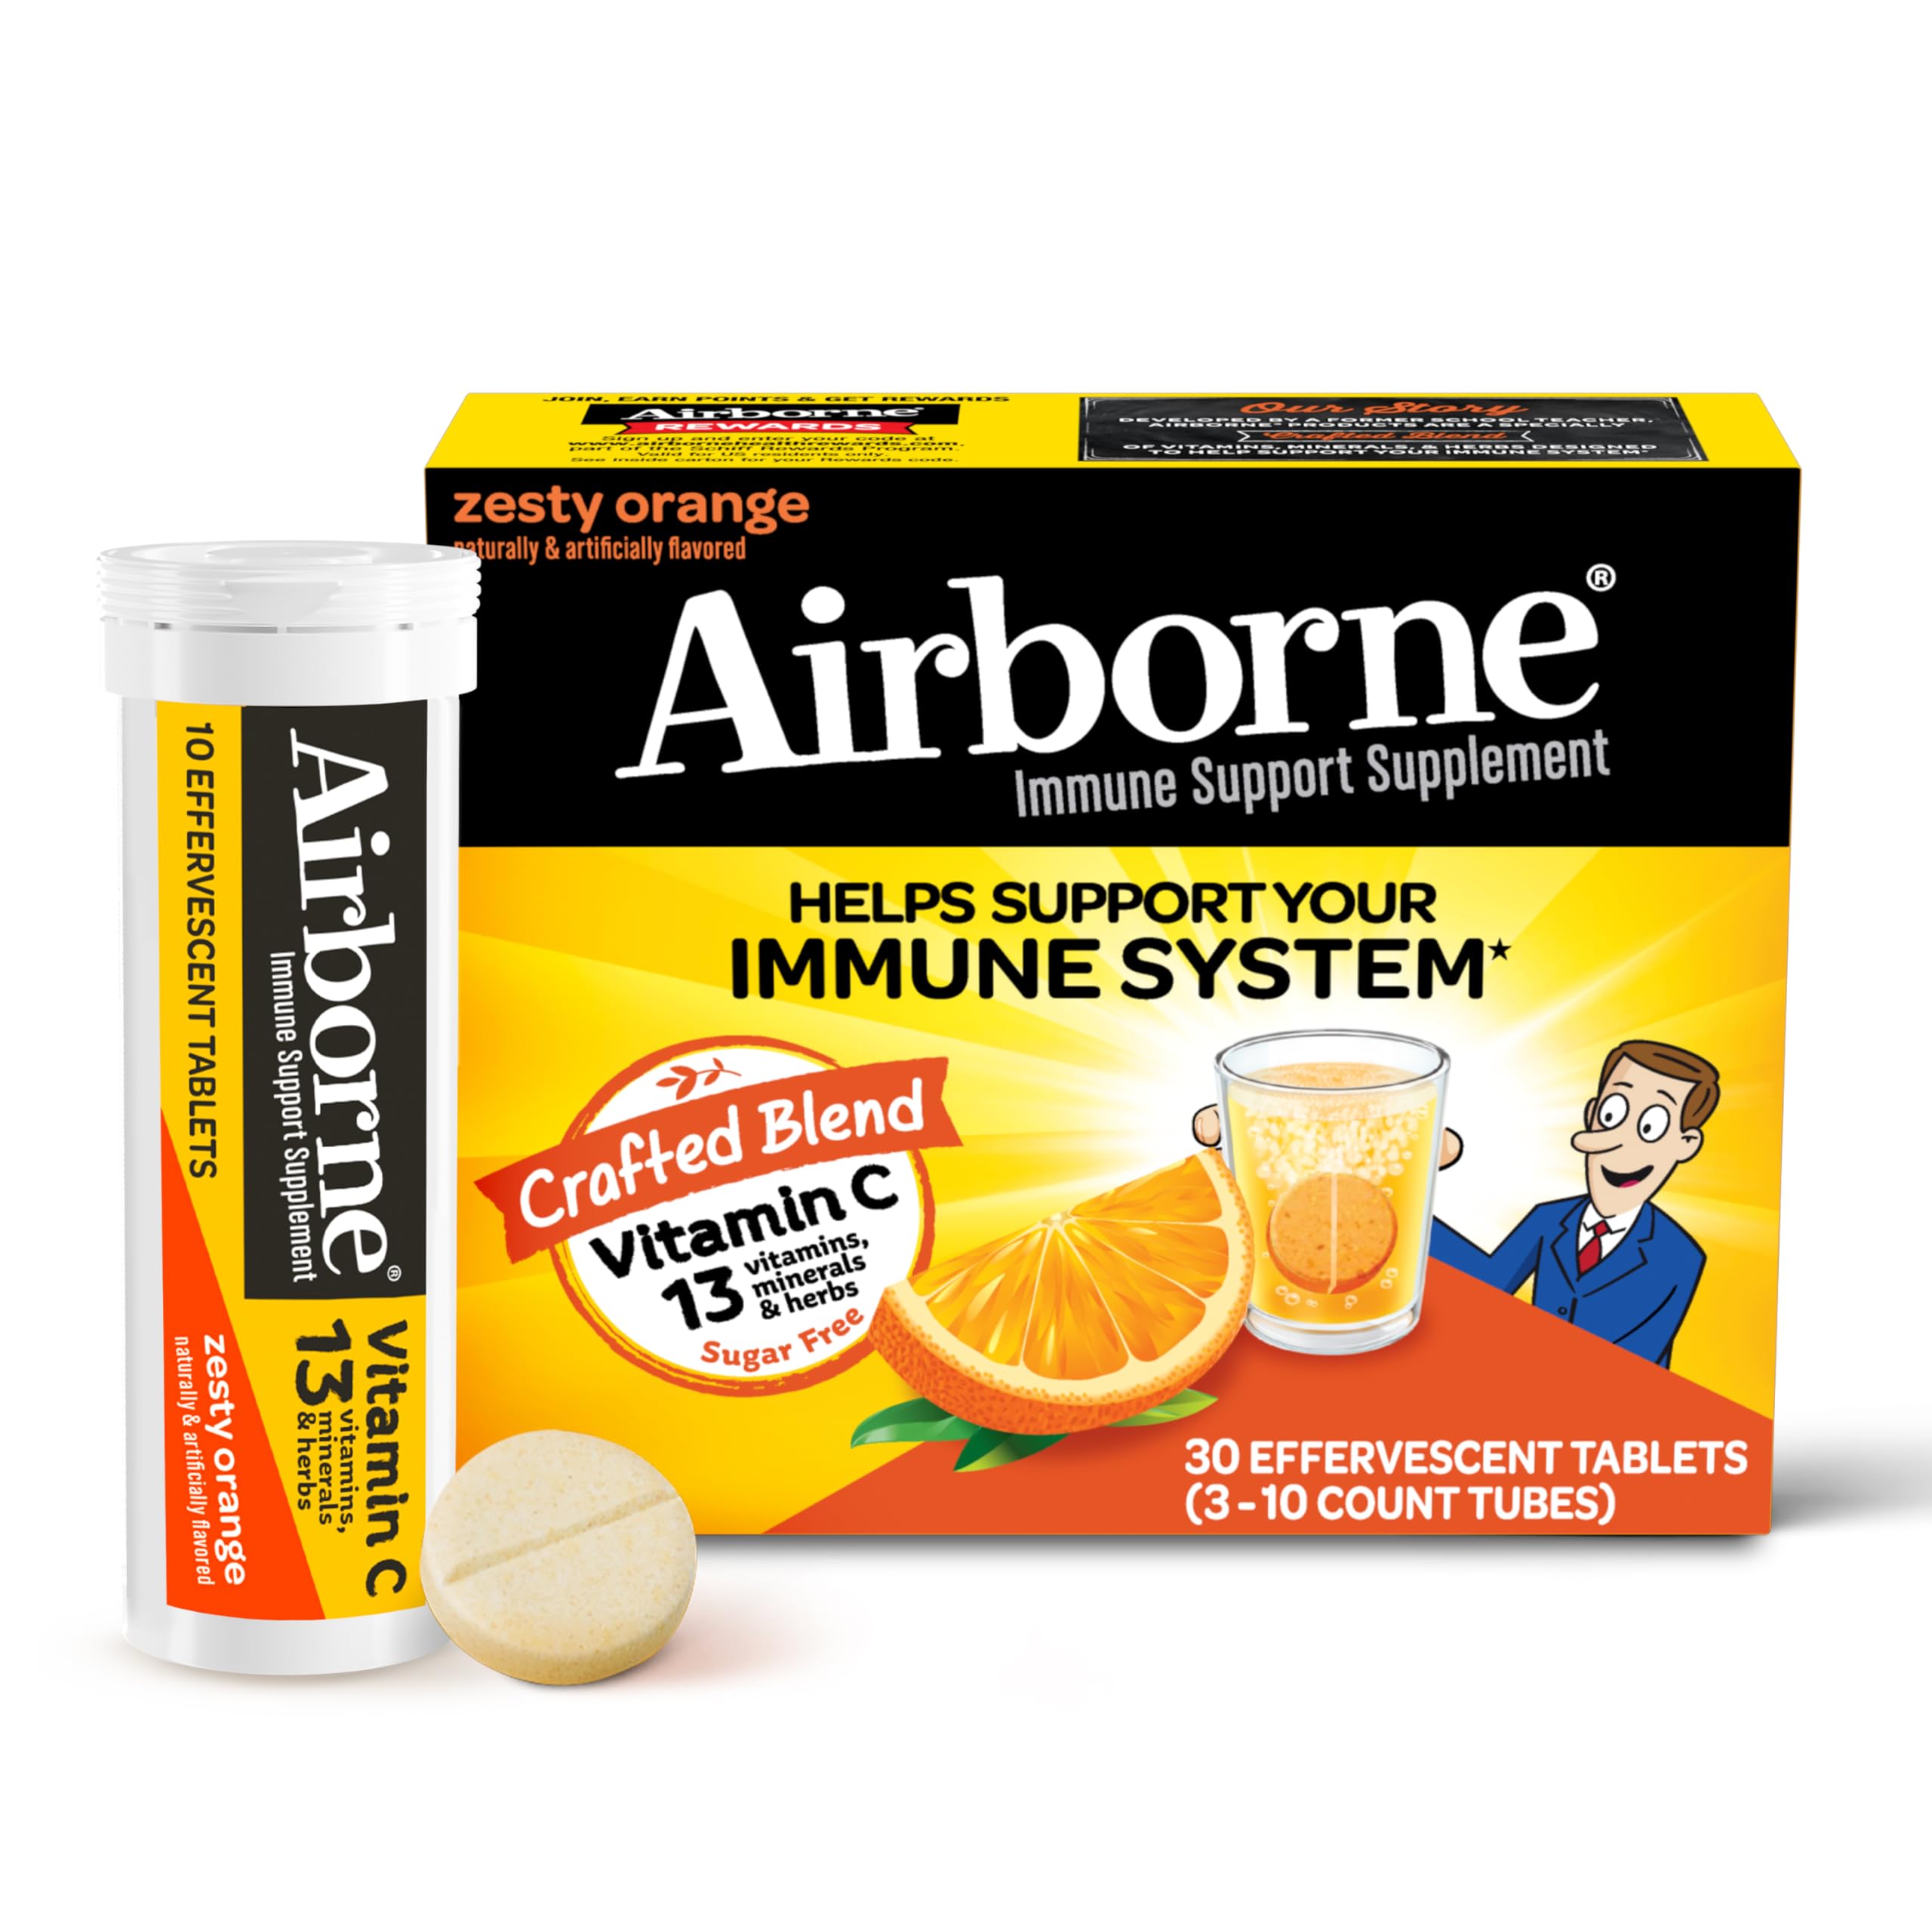 JOIN, EARN POINTS & GET REWARDS
Airborne
REWARDS
Sign up and enter your code at
www.airbornehealthrewards.com,
part of the Schiff Rewards Program.
Valid for US residents only.
See inside carton for your Rewards code.
Our Story
DEVELOPED BY A FORMER SCHOOL TEACHER,
AIRBORNE® PRODUCTS ARE A SPECIALLY
Crafted Blend
OF VITAMINS, MINERALS, & HERBS DESIGNED
TO HELP SUPPORT YOUR IMMUNE SYSTEM*
zesty orange
naturally & artificially flavored
Airborne®
Immune Support Supplement
HELPS SUPPORT YOUR
IMMUNE SYSTEM*
Crafted Blend
Vitamin C
13 vitamins,
minerals
& herbs
Sugar Free
30 EFFERVESCENT TABLETS
(3-10 COUNT TUBES)
Airborne®
Immune Support Supplement
10 EFFERVESCENT TABLETS
Vitamin C
13 vitamins,
minerals
& herbs
zesty orange
naturally & artificially flavored